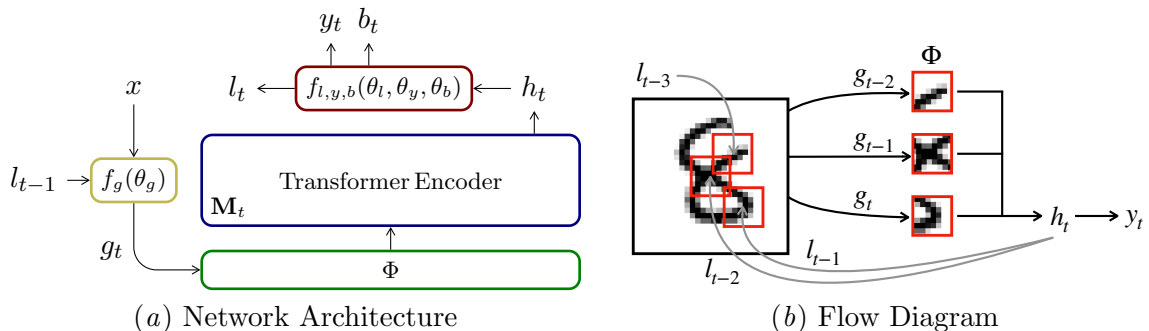 y_t b_t
x
l_t
f_{l,y,b}(θ_l, θ_y, θ_b)
h_t
l_{t−1}
f_g(θ_g)
Transformer Encoder
M_t
g_t
Φ
(a) Network Architecture
l_{t−3}
g_{t−2}
Φ
g_{t−1}
g_t
h_t
y_t
l_{t−1}
l_{t−2}
(b) Flow Diagram